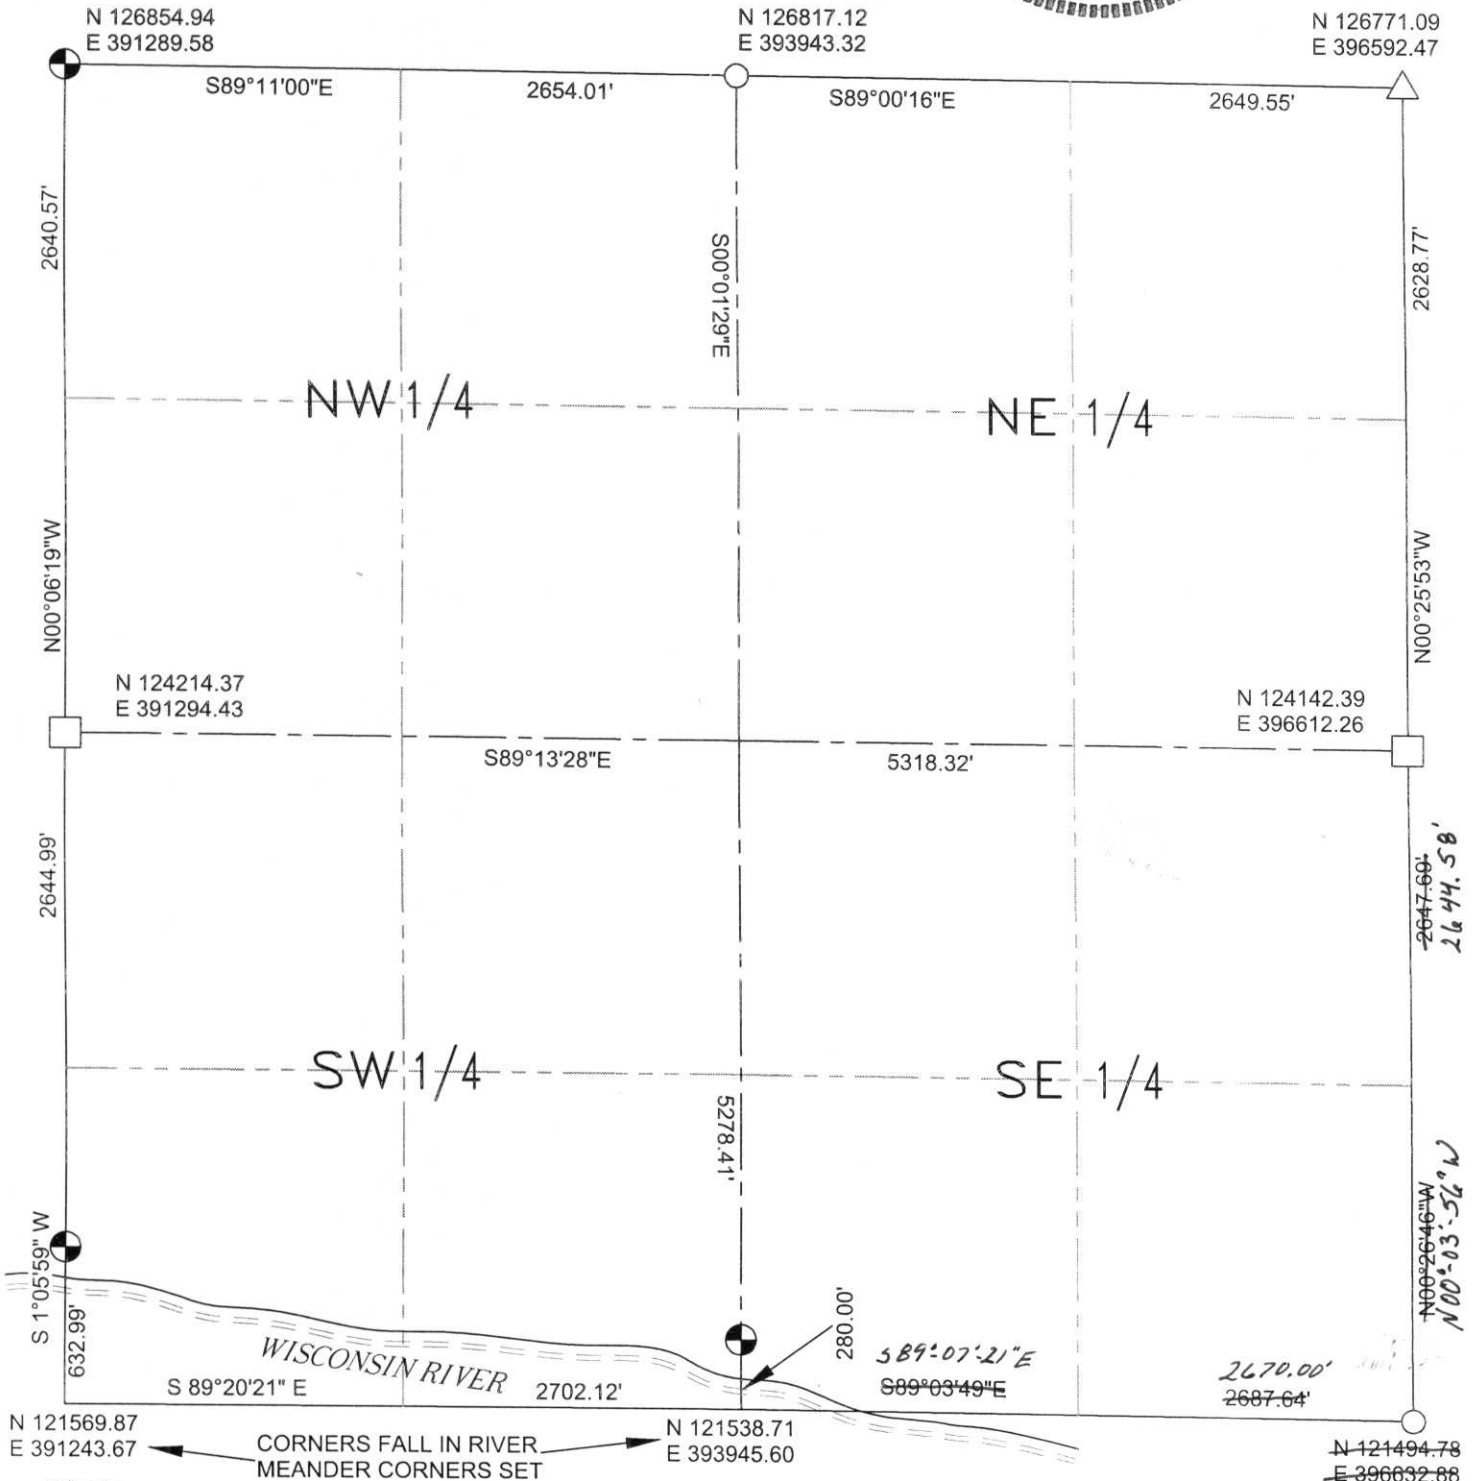 N 126854.94
E 391289.58
N 126817.12
E 393943.32
N 126771.09
E 396592.47
S89°11'00"E
2654.01'
S89°00'16"E
2649.55'
2640.57'
S00°01'29"E
2628.77'
NW 1/4
NE 1/4
N00°06'19"W
N00°25'53"W
N 124214.37
E 391294.43
N 124142.39
E 396612.26
S89°13'28"E
5318.32'
2644.99'
2647.69'
2644.58'
SW 1/4
SE 1/4
5278.41'
S 1°05'59" W
632.99'
N00°26'46"W
N00°-03'-56"W
280.00'
WISCONSIN RIVER
S89°-07'-21"E
S89°03'49"E
2670.00'
2687.64'
S 89°20'21" E
2702.12'
N 121569.87
E 391243.67
CORNERS FALL IN RIVER
MEANDER CORNERS SET
N 121538.71
E 393945.60
N 121494.78
E 396632.88